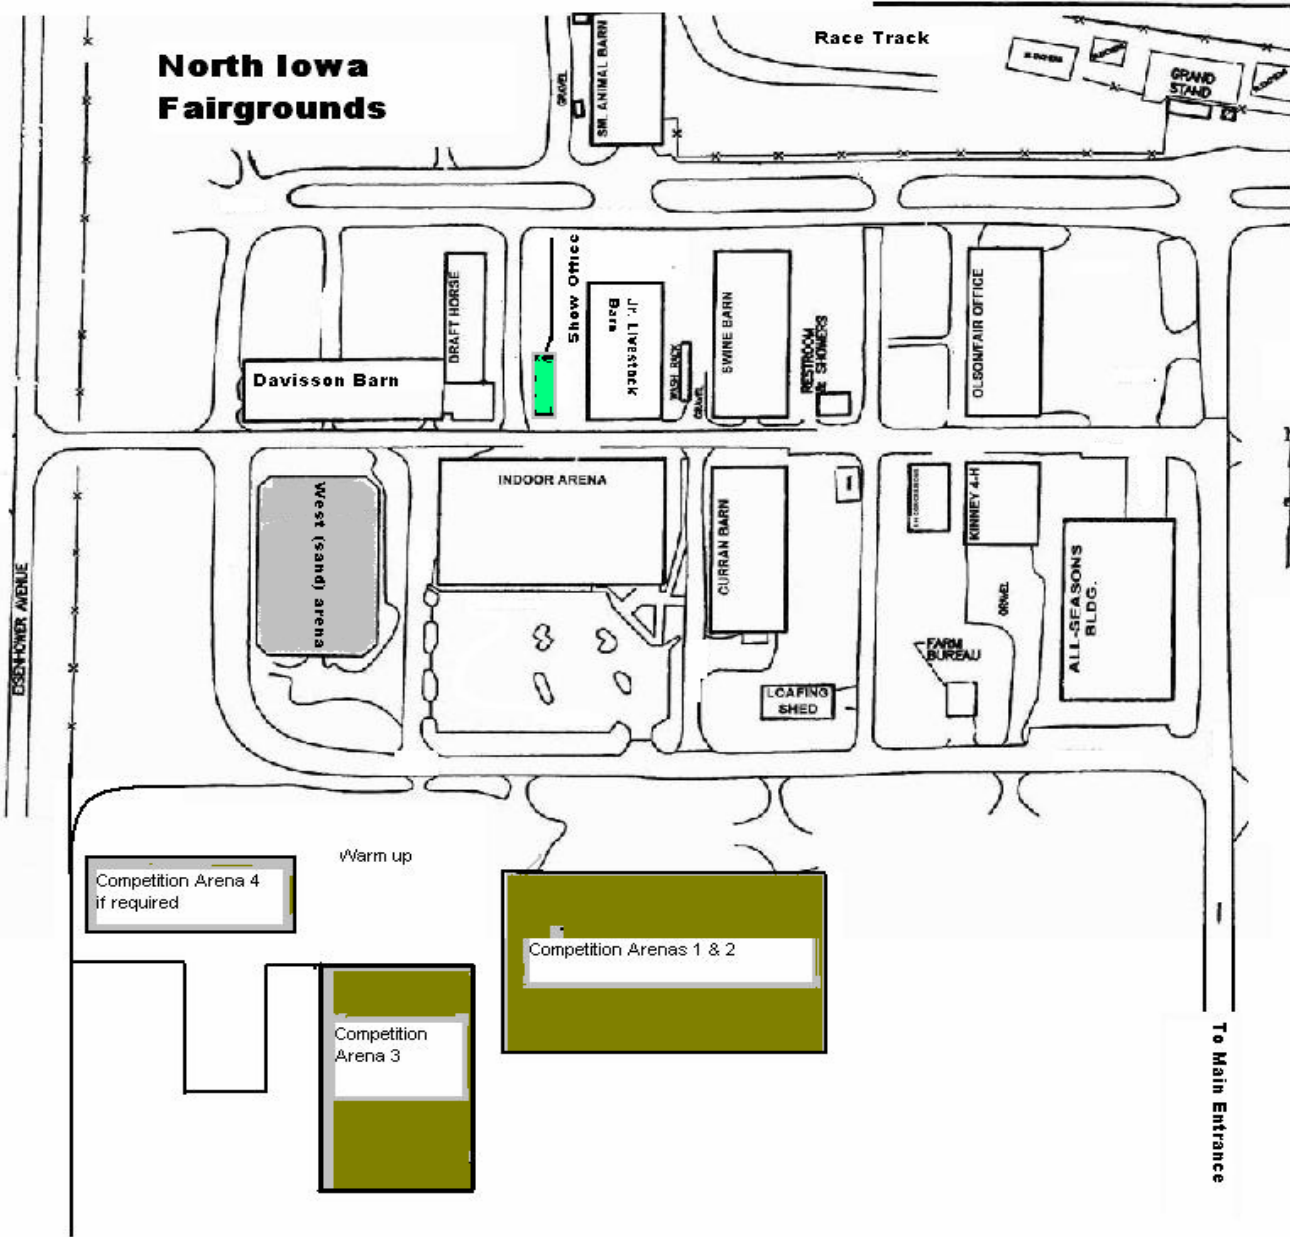 North Iowa
Fairgrounds
Race Track
GRAND
STAND
SM. ANIMAL BARN
GRAVEL
Show Office
DRAFT HORSE
Jr. Livestock
Barn
WASH RACK
GRAVEL
SWINE BARN
RESTROOM
SHOWERS
OLSON/FAIR OFFICE
Davisson Barn
West (sand) arena
INDOOR ARENA
CURRAN BARN
KINNEY 4-H
GRAVEL
ALL-SEASONS
BLDG.
FARM
BUREAU
LOAFING
SHED
EISENHOWER AVENUE
Warm up
Competition Arena 4
if required
Competition Arenas 1 & 2
Competition
Arena 3
To Main Entrance